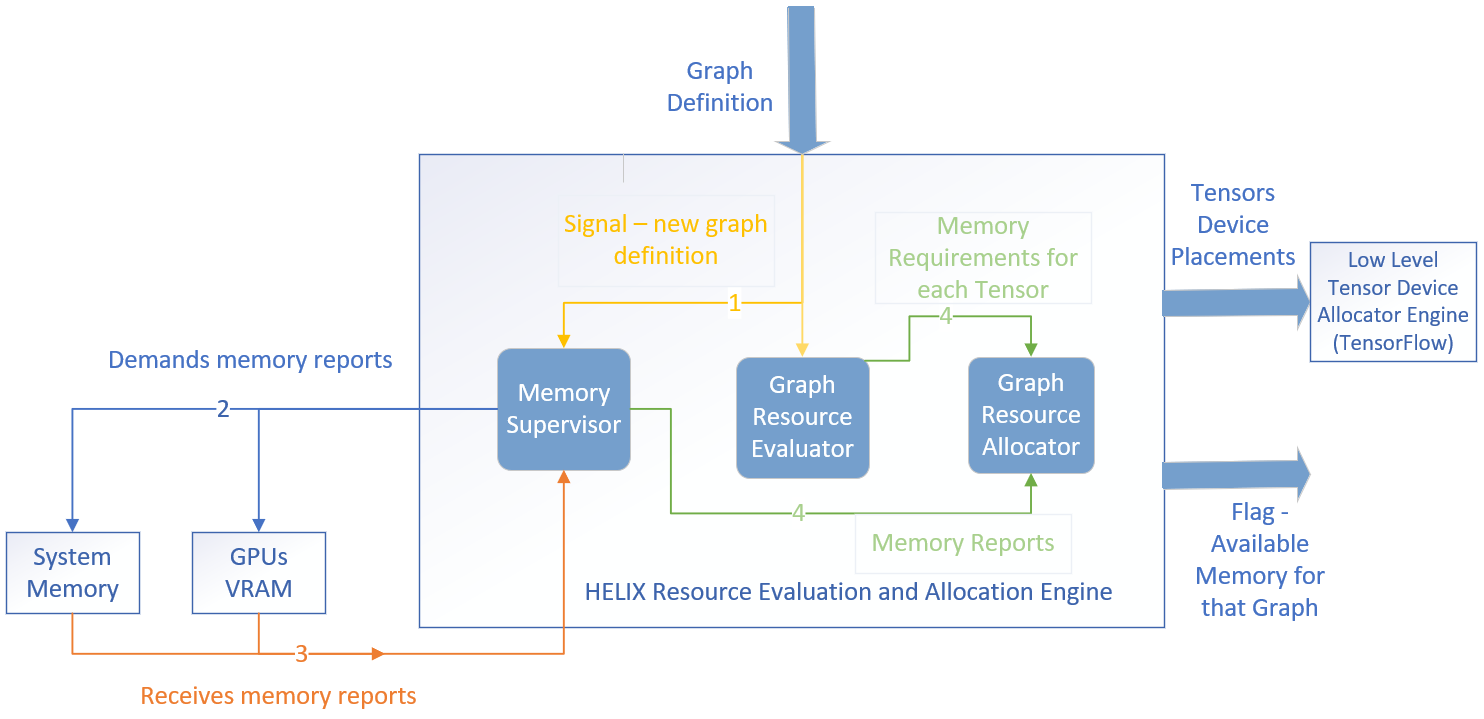 Graph
Definition
Signal – new graph
definition
Memory
Requirements for
each Tensor
Tensors
Device
Placements
Low Level
Tensor Device
Allocator Engine
(TensorFlow)
1
4
Demands memory reports
2
Memory
Supervisor
Graph
Resource
Evaluator
Graph
Resource
Allocator
4
Memory Reports
Flag -
Available
Memory for
that Graph
System
Memory
GPUs
VRAM
HELIX Resource Evaluation and Allocation Engine
3
Receives memory reports